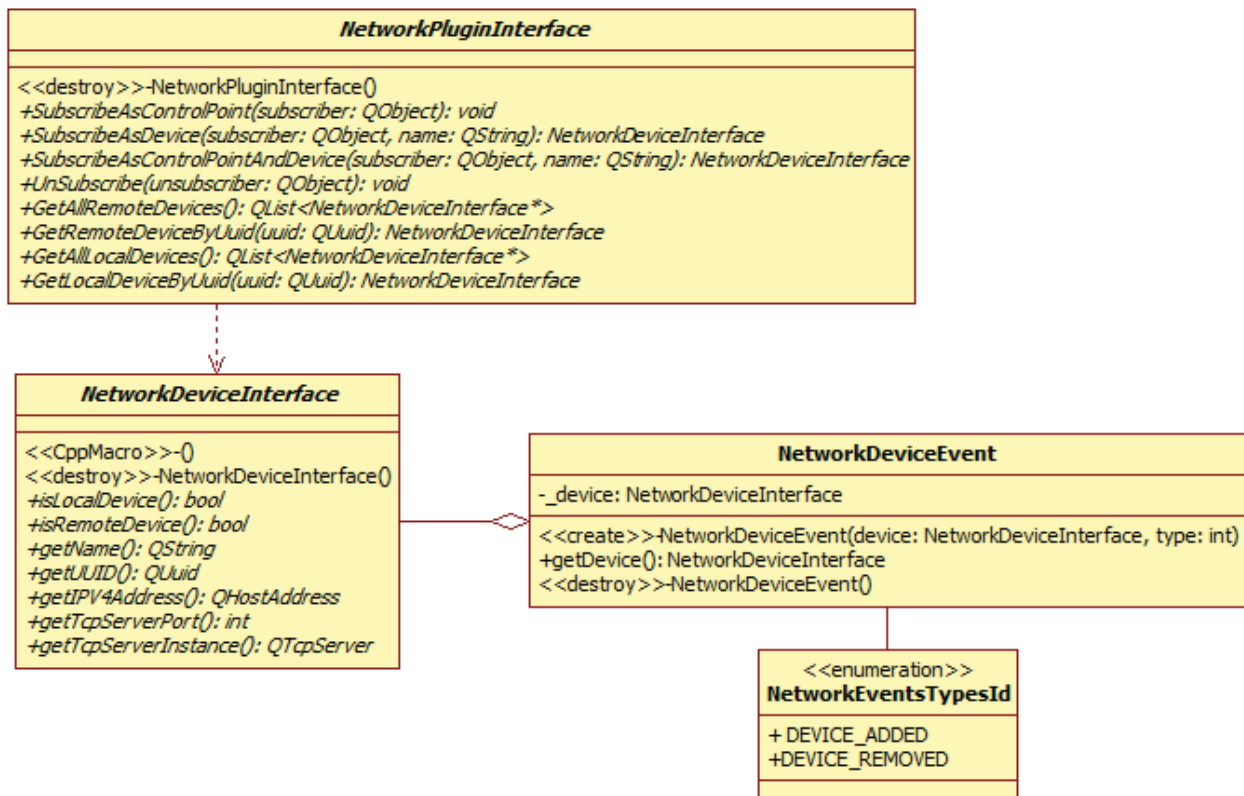 NetworkPluginInterface
<<destroy>>-NetworkPluginInterface()
+SubscribeAsControlPoint(subscriber: QObject): void
+SubscribeAsDevice(subscriber: QObject, name: QString): NetworkDeviceInterface
+SubscribeAsControlPointAndDevice(subscriber: QObject, name: QString): NetworkDeviceInterface
+UnSubscribe(unsubscriber: QObject): void
+GetAllRemoteDevices(): QList<NetworkDeviceInterface*>
+GetRemoteDeviceByUuid(uuid: QUuid): NetworkDeviceInterface
+GetAllLocalDevices(): QList<NetworkDeviceInterface*>
+GetLocalDeviceByUuid(uuid: QUuid): NetworkDeviceInterface
NetworkDeviceInterface
<<CppMacro>>-()
<<destroy>>-NetworkDeviceInterface()
+isLocalDevice(): bool
+isRemoteDevice(): bool
+getName(): QString
+getUUID(): QUuid
+getIPV4Address(): QHostAddress
+getTcpServerPort(): int
+getTcpServerInstance(): QTcpServer
NetworkDeviceEvent
-_device: NetworkDeviceInterface
<<create>>-NetworkDeviceEvent(device: NetworkDeviceInterface, type: int)
+getDevice(): NetworkDeviceInterface
<<destroy>>-NetworkDeviceEvent()
<<enumeration>>
NetworkEventsTypesId
+ DEVICE_ADDED
+DEVICE_REMOVED